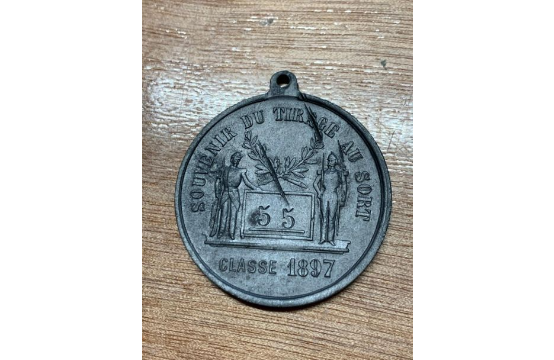 SOUVENIR DU TIRAGE AU SORT
55
CLASSE 1897